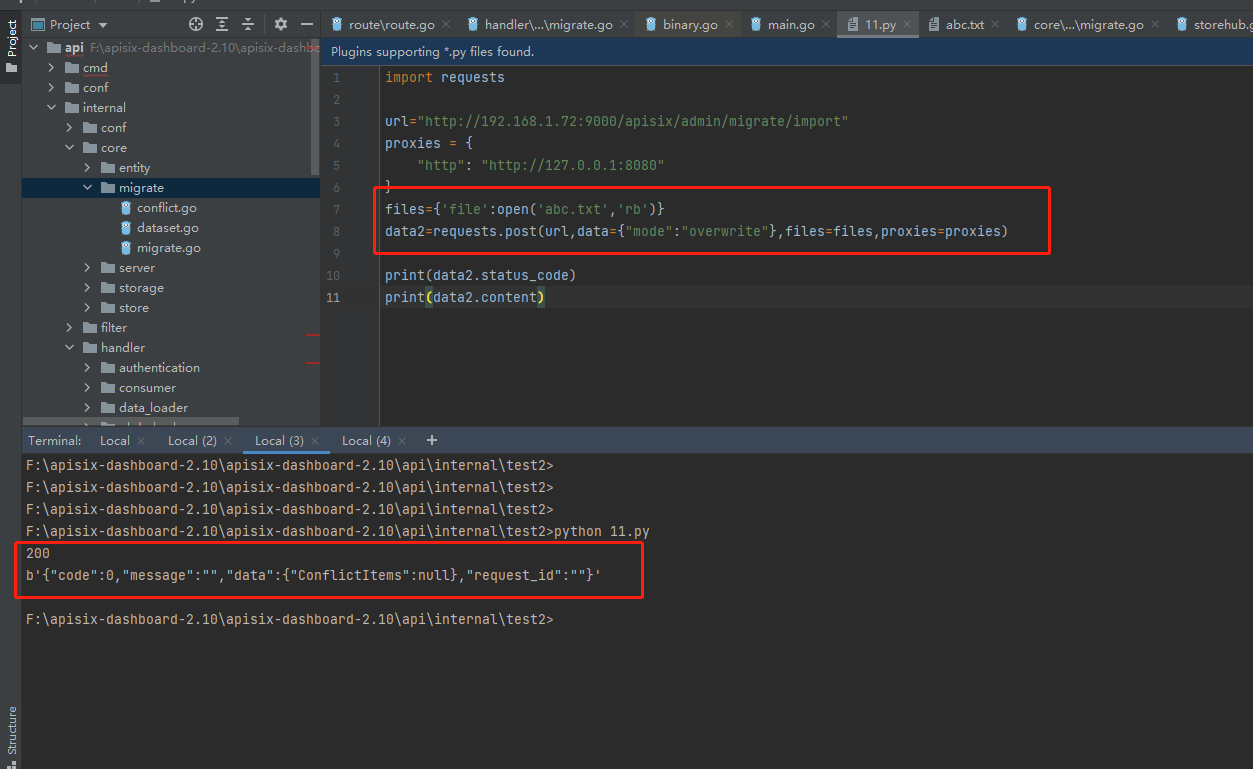 Project
route\route.go
handler\...\migrate.go
binary.go
main.go
11.py
abc.txt
core\...\migrate.go
storehub.g
Project
api F:\apisix-dashboard-2.10\apisix-dashbo
Plugins supporting *.py files found.
cmd
conf
internal
conf
core
entity
migrate
conflict.go
dataset.go
migrate.go
server
storage
store
filter
handler
authentication
consumer
data_loader
1 import requests
2
3 url="http://192.168.1.72:9000/apisix/admin/migrate/import"
4 proxies = {
5 "http": "http://127.0.0.1:8080"
6 }
7 files={'file':open('abc.txt','rb')}
8 data2=requests.post(url,data={"mode":"overwrite"},files=files,proxies=proxies)
9
10 print(data2.status_code)
11 print(data2.content)
Terminal: Local Local (2) Local (3) Local (4) +
F:\apisix-dashboard-2.10\apisix-dashboard-2.10\api\internal\test2>
F:\apisix-dashboard-2.10\apisix-dashboard-2.10\api\internal\test2>
F:\apisix-dashboard-2.10\apisix-dashboard-2.10\api\internal\test2>
F:\apisix-dashboard-2.10\apisix-dashboard-2.10\api\internal\test2>python 11.py
200
b'{"code":0,"message":"","data":{"ConflictItems":null},"request_id":""}'
F:\apisix-dashboard-2.10\apisix-dashboard-2.10\api\internal\test2>
Structure